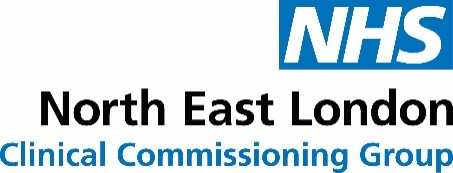 NHS
North East London
Clinical Commissioning Group